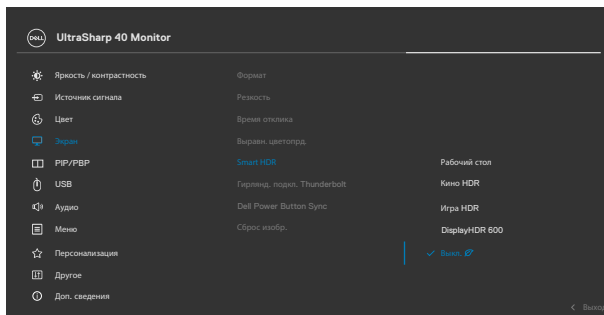 DELL UltraSharp 40 Monitor
Яркость / контрастность Формат
Источник сигнала Резкость
Цвет Время отклика
Экран Выравн. цветопрд.
PIP/PBP Smart HDR Рабочий стол
USB Гирлянд. подкл. Thunderbolt Кино HDR
Аудио Dell Power Button Sync Игра HDR
Меню Сброс изобр. DisplayHDR 600
Персонализация Выкл.
Другое
Доп. сведения
Выход